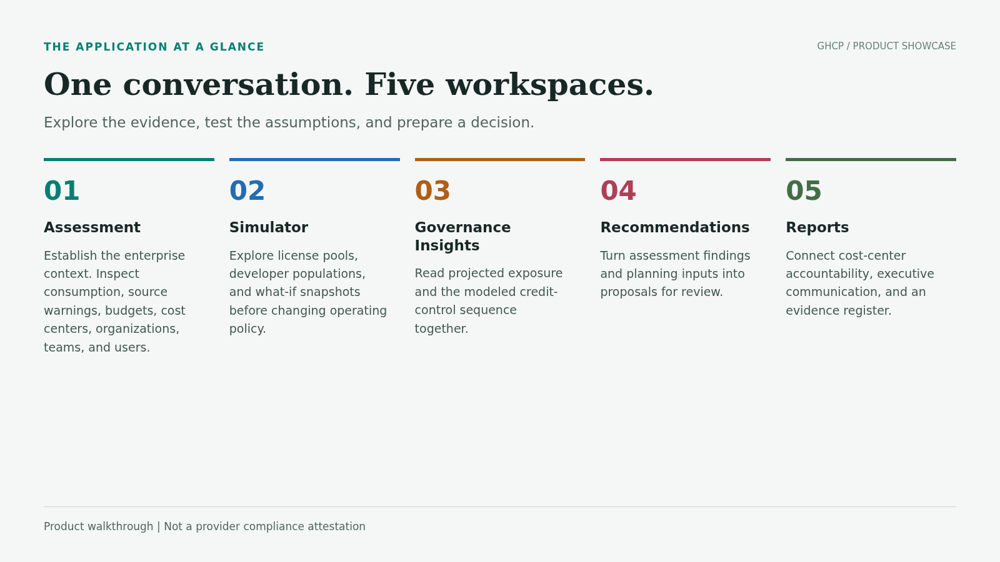 THE APPLICATION AT A GLANCE
GHCP / PRODUCT SHOWCASE
One conversation. Five workspaces.
Explore the evidence, test the assumptions, and prepare a decision.
01
Assessment
Establish the enterprise
context. Inspect
consumption, source
warnings, budgets, cost
centers, organizations,
teams, and users.
02
Simulator
Explore license pools,
developer populations,
and what-if snapshots
before changing operating
policy.
03
Governance
Insights
Read projected exposure
and the modeled credit-
control sequence
together.
04
Recommendations
Turn assessment findings
and planning inputs into
proposals for review.
05
Reports
Connect cost-center
accountability, executive
communication, and an
evidence register.
Product walkthrough | Not a provider compliance attestation